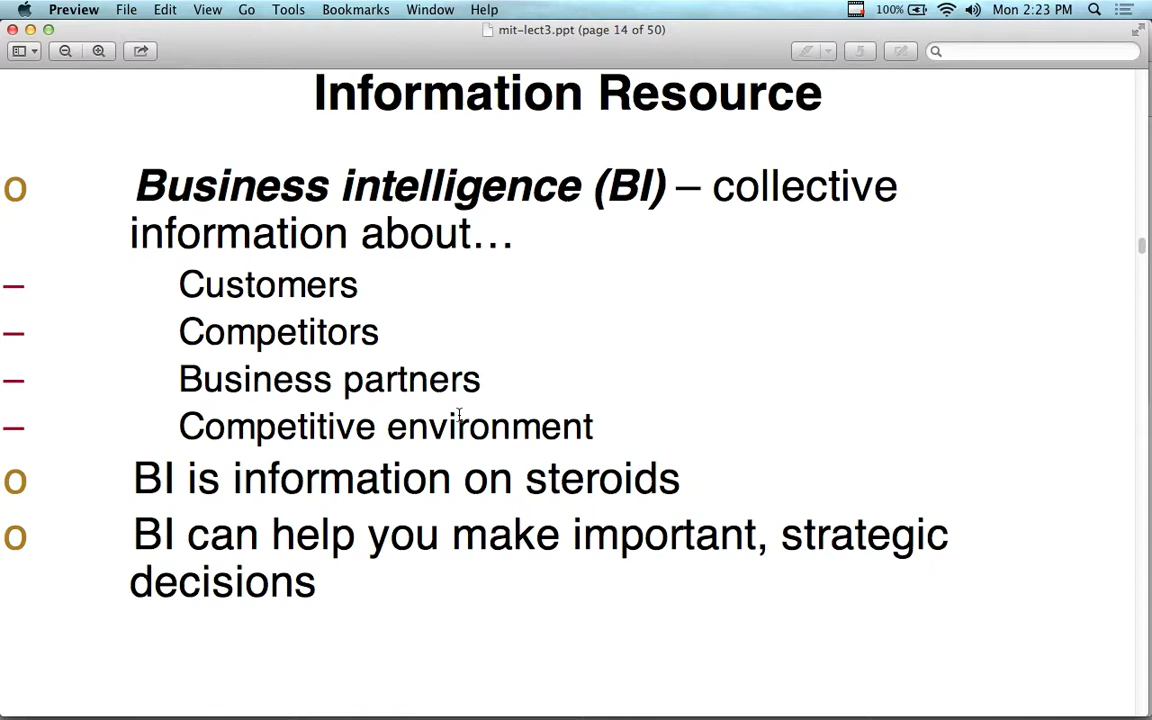 Preview File Edit View Go Tools Bookmarks Window Help 100% Mon 2:23 PM
mit-lect3.ppt (page 14 of 50)
Information Resource
o Business intelligence (BI) – collective
information about…
– Customers
– Competitors
– Business partners
– Competitive environment
o BI is information on steroids
o BI can help you make important, strategic
decisions